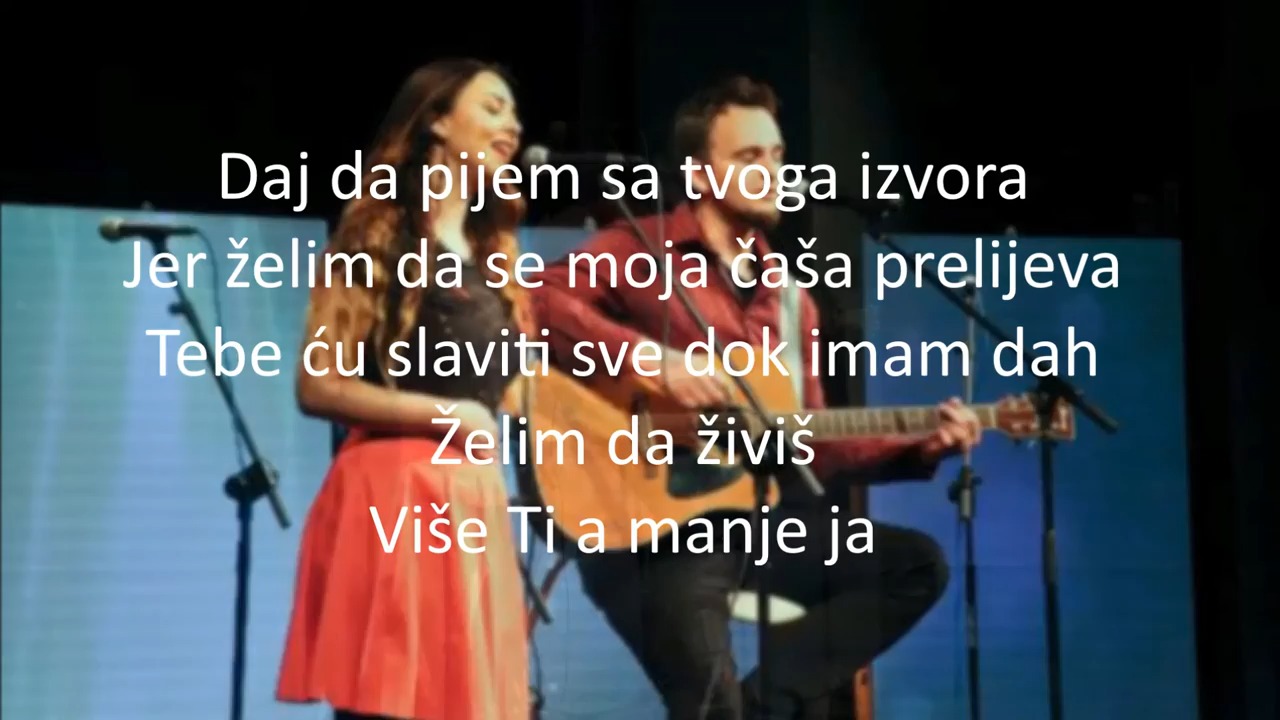 Daj da pijem sa tvoga izvora
Jer želim da se moja čaša prelijeva
Tebe ću slaviti sve dok imam dah
Želim da živiš
Više Ti a manje ja